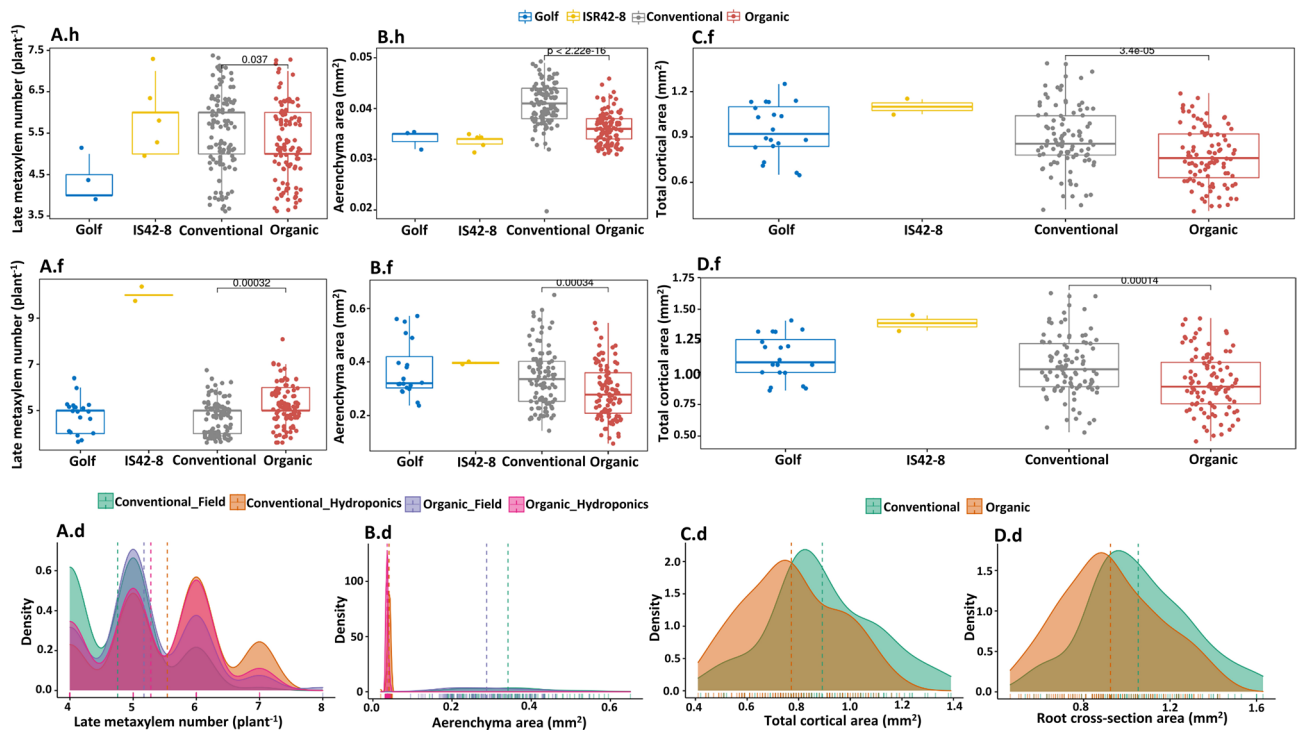 Golf ISR42-8 Conventional Organic
A.h
Late metaxylem number (plant-1)
7.5
6.5
5.5
4.5
3.5
0.037
Golf IS42-8 Conventional Organic
B.h
Aerenchyma area (mm2)
0.05
0.04
0.03
0.02
p < 2.22e-16
Golf IS42-8 Conventional Organic
C.f
Total cortical area (mm2)
1.2
0.9
0.6
3.4e-05
Golf IS42-8 Conventional Organic
A.f
Late metaxylem number (plant-1)
9
7
5
0.00032
Golf IS42-8 Conventional Organic
B.f
Aerenchyma area (mm2)
0.6
0.4
0.2
0.00034
Golf IS42-8 Conventional Organic
D.f
Total cortical area (mm2)
1.75
1.50
1.25
1.00
0.75
0.50
0.00014
Golf IS42-8 Conventional Organic
Conventional_Field Conventional_Hydroponics Organic_Field Organic_Hydroponics
Conventional Organic
A.d
Density
0.6
0.4
0.2
0.0
4 5 6 7 8
Late metaxylem number (plant-1)
B.d
Density
100
50
0
0.0 0.2 0.4 0.6
Aerenchyma area (mm2)
C.d
Density
2.0
1.5
1.0
0.5
0.0
0.4 0.6 0.8 1.0 1.2 1.4
Total cortical area (mm2)
D.d
Density
1.5
1.0
0.5
0.0
0.8 1.2 1.6
Root cross-section area (mm2)